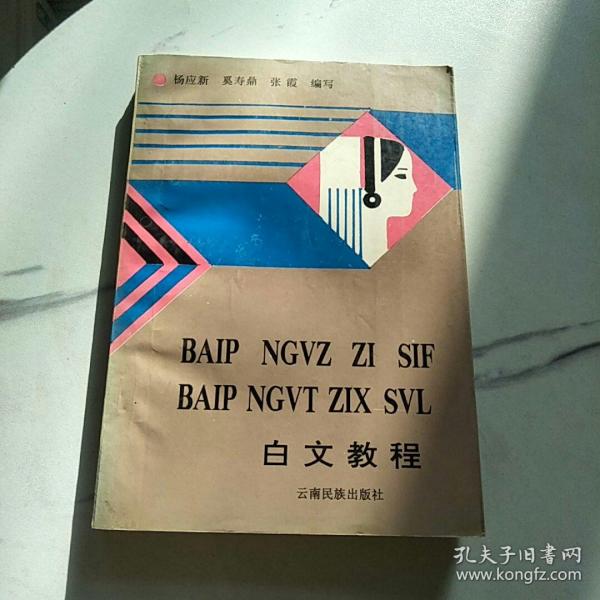 杨应新 奚寿鼎 张霞 编写
BAIP NGVZ ZI SIF
BAIP NGVT ZIX SVL
白文教程
云南民族出版社
孔夫子旧书网
www.kongfz.com